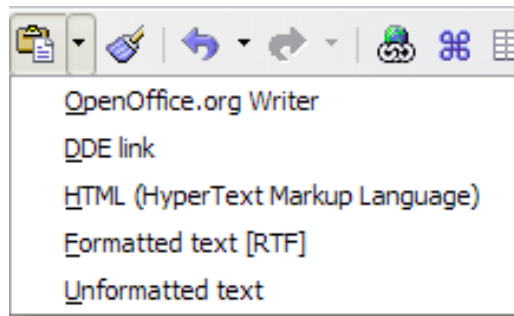 OpenOffice.org Writer
DDE link
HTML (HyperText Markup Language)
Formatted text [RTF]
Unformatted text